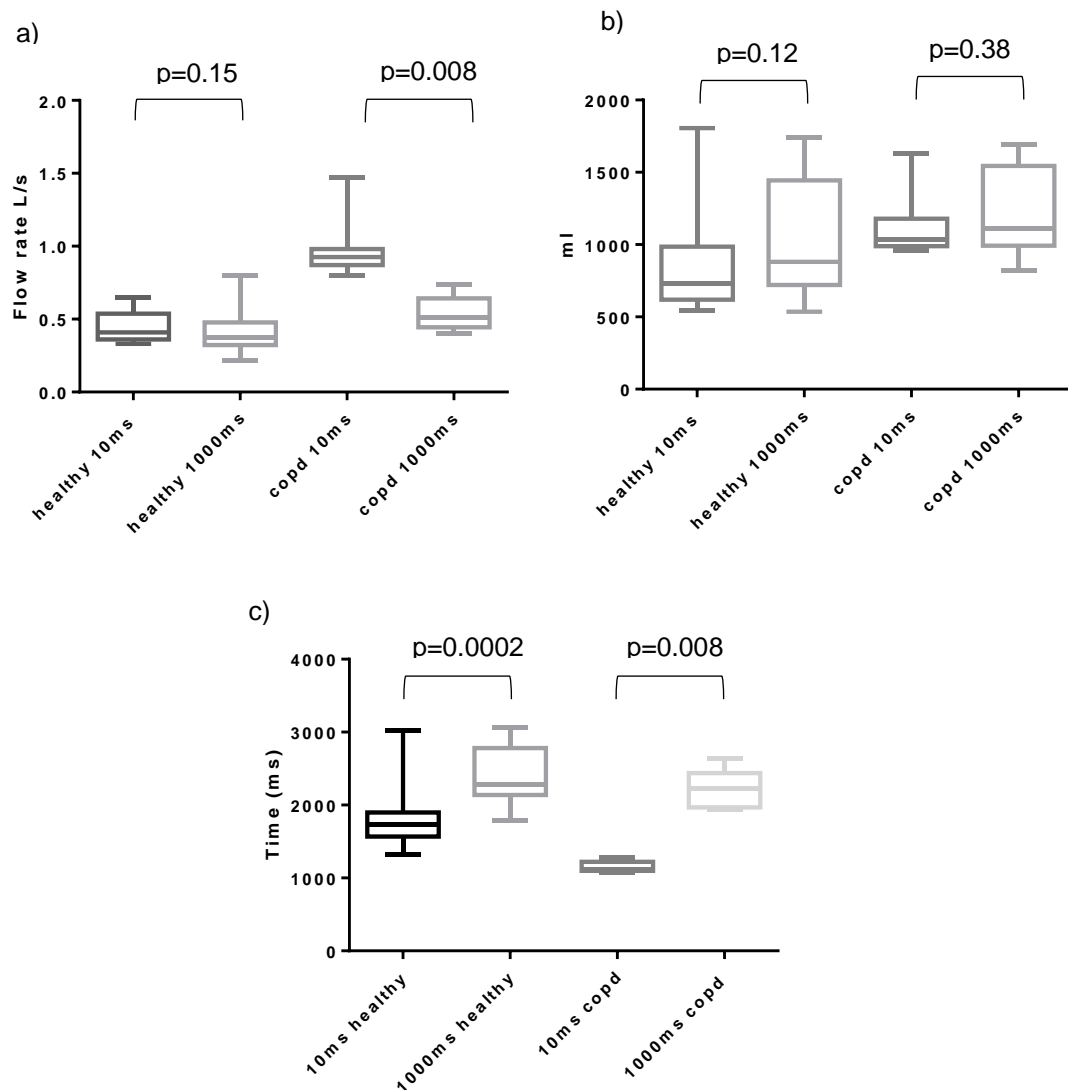 a)
p=0.15
p=0.008
Flow rate L/s
2.0
1.5
1.0
0.5
0.0
healthy 10ms
healthy 1000ms
copd 10ms
copd 1000ms
b)
p=0.12
p=0.38
ml
2000
1500
1000
500
0
healthy 10ms
healthy 1000ms
copd 10ms
copd 1000ms
c)
p=0.0002
p=0.008
Time (ms)
4000
3000
2000
1000
0
10ms healthy
1000ms healthy
10ms copd
1000ms copd